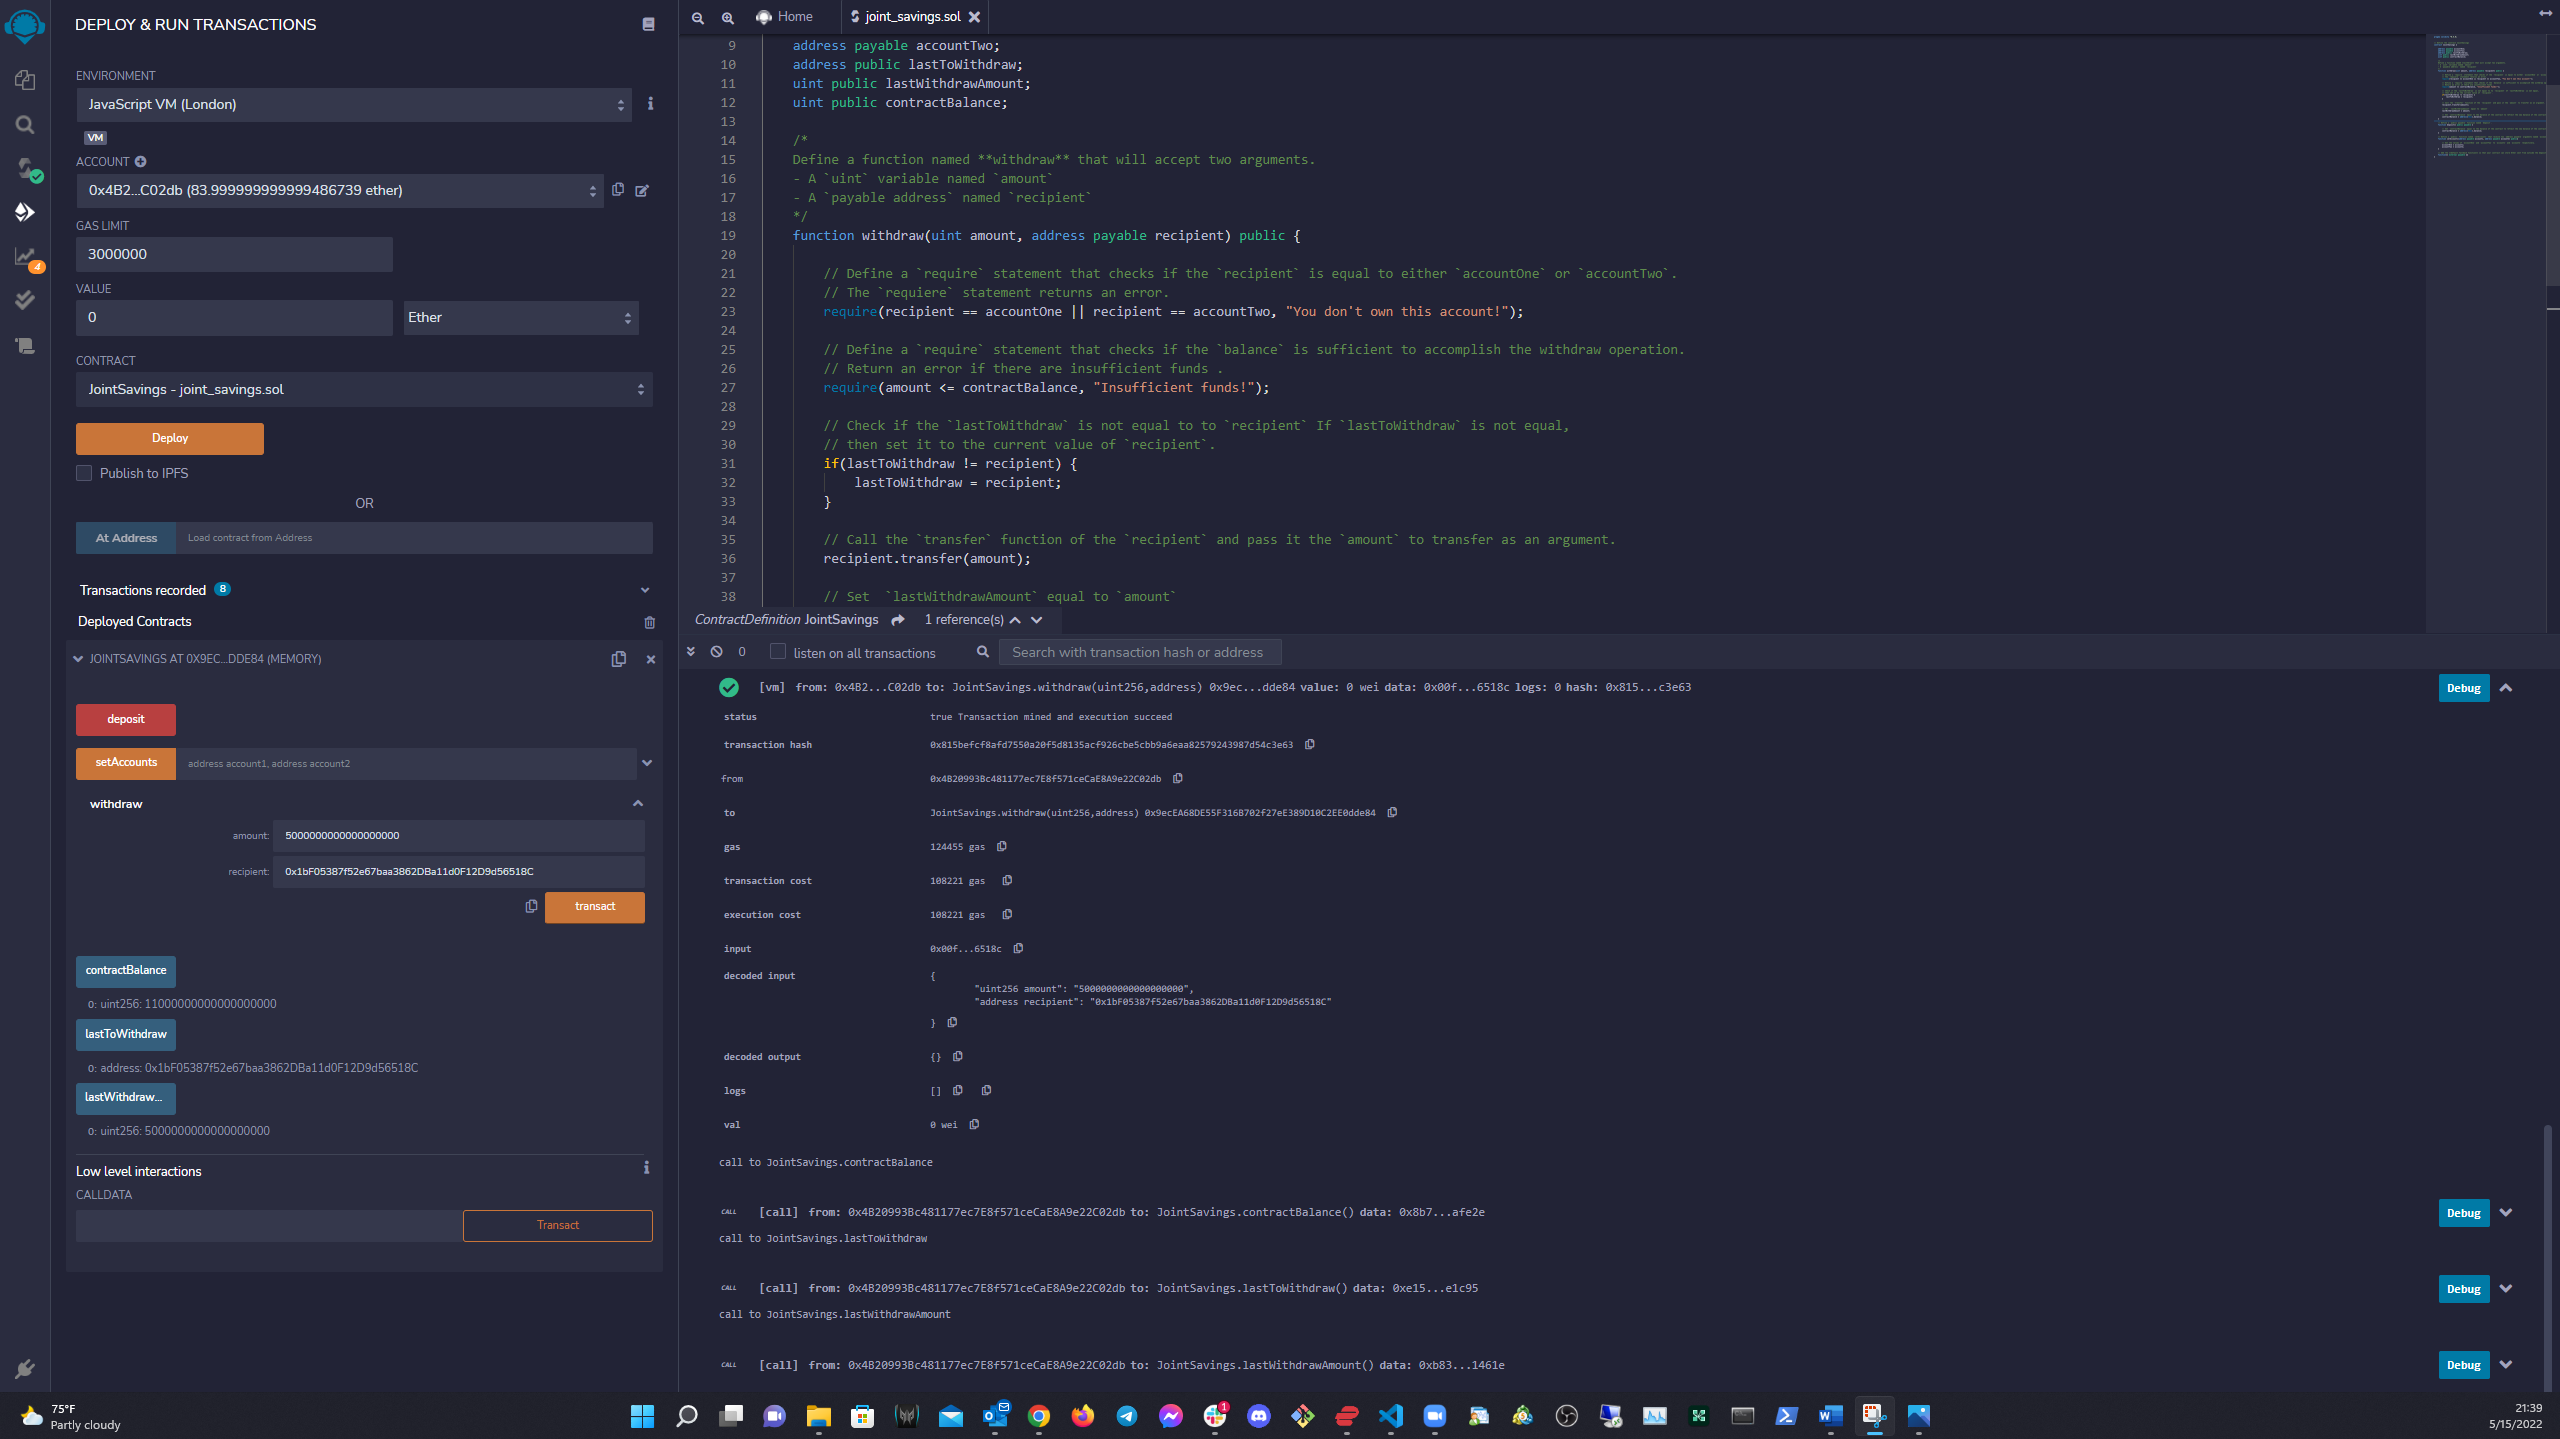 DEPLOY & RUN TRANSACTIONS
ENVIRONMENT
JavaScript VM (London)
VM
ACCOUNT
0x4B2...C02db (83.999999999999486739 ether)
GAS LIMIT
3000000
VALUE
0
Ether
CONTRACT
JointSavings - joint_savings.sol
Deploy
Publish to IPFS
OR
At Address
Load contract from Address
Transactions recorded 8
Deployed Contracts
JOINTSAVINGS AT 0X9EC...DDE84 (MEMORY)
deposit
setAccounts
address account1, address account2
withdraw
amount: 5000000000000000000
recipient: 0x1bF05387f52e67baa3862DBa11d0F12D9d56518C
transact
contractBalance
0: uint256: 11000000000000000000
lastToWithdraw
0: address: 0x1bF05387f52e67baa3862DBa11d0F12D9d56518C
lastWithdraw...
0: uint256: 5000000000000000000
Low level interactions
CALLDATA
Transact
4
Home
joint_savings.sol
9 address payable accountTwo;
10 address public lastToWithdraw;
11 uint public lastWithdrawAmount;
12 uint public contractBalance;
13
14 /*
15 Define a function named **withdraw** that will accept two arguments.
16 - A `uint` variable named `amount`
17 - A `payable address` named `recipient`
18 */
19 function withdraw(uint amount, address payable recipient) public {
20
21 // Define a `require` statement that checks if the `recipient` is equal to either `accountOne` or `accountTwo`.
22 // The `requiere` statement returns an error.
23 require(recipient == accountOne || recipient == accountTwo, "You don't own this account!");
24
25 // Define a `require` statement that checks if the `balance` is sufficient to accomplish the withdraw operation.
26 // Return an error if there are insufficient funds .
27 require(amount <= contractBalance, "Insufficient funds!");
28
29 // Check if the `lastToWithdraw` is not equal to to `recipient` If `lastToWithdraw` is not equal,
30 // then set it to the current value of `recipient`.
31 if(lastToWithdraw != recipient) {
32 lastToWithdraw = recipient;
33 }
34
35 // Call the `transfer` function of the `recipient` and pass it the `amount` to transfer as an argument.
36 recipient.transfer(amount);
37
38 // Set  `lastWithdrawAmount` equal to `amount`
ContractDefinition JointSavings 1 reference(s)
0 listen on all transactions
Search with transaction hash or address
[vm] from: 0x4B2...C02db to: JointSavings.withdraw(uint256,address) 0x9ec...dde84 value: 0 wei data: 0x00f...6518c logs: 0 hash: 0x815...c3e63
Debug
status true Transaction mined and execution succeed
transaction hash 0x815befcf8afd7550a20f5d8135acf926cbe5cbb9a6eaa82579243987d54c3e63
from 0x4B20993Bc481177ec7E8f571ceCaE8A9e22C02db
to JointSavings.withdraw(uint256,address) 0x9ecEA68DE55F316B702f27eE389D10C2EE0dde84
gas 124455 gas
transaction cost 108221 gas
execution cost 108221 gas
input 0x00f...6518c
decoded input {
"uint256 amount": "5000000000000000000",
"address recipient": "0x1bF05387f52e67baa3862DBa11d0F12D9d56518C"
}
decoded output {}
logs []
val 0 wei
call to JointSavings.contractBalance
CALL [call] from: 0x4B20993Bc481177ec7E8f571ceCaE8A9e22C02db to: JointSavings.contractBalance() data: 0x8b7...afe2e
Debug
call to JointSavings.lastToWithdraw
CALL [call] from: 0x4B20993Bc481177ec7E8f571ceCaE8A9e22C02db to: JointSavings.lastToWithdraw() data: 0xe15...e1c95
Debug
call to JointSavings.lastWithdrawAmount
CALL [call] from: 0x4B20993Bc481177ec7E8f571ceCaE8A9e22C02db to: JointSavings.lastWithdrawAmount() data: 0xb83...1461e
Debug
75°F
Partly cloudy
1
21:39
5/15/2022